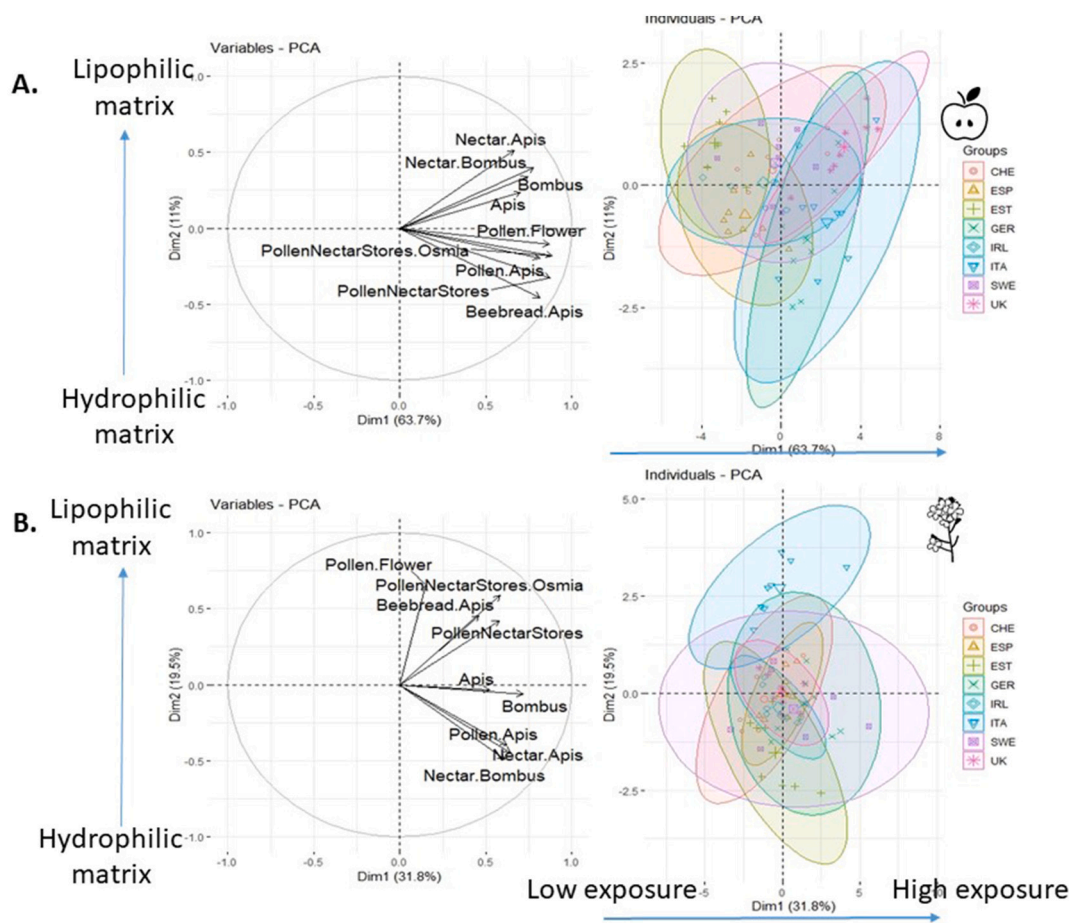 A.
Lipophilic
matrix
Hydrophilic
matrix
Variables - PCA
Dim2 (11%)
1.0
0.5
0.0
-0.5
-1.0
Nectar.Apis
Nectar.Bombus
Bombus
Apis
Pollen.Flower
PollenNectarStores.Osmia
Pollen.Apis
PollenNectarStores
Beebread.Apis
-1.0 -0.5 0.0 0.5 1.0
Dim1 (63.7%)
Individuals - PCA
Dim2 (11%)
2.5
0.0
-2.5
-4 0 4 8
Dim1 (63.7%)
Groups
CHE
ESP
EST
GER
IRL
ITA
SWE
UK
B.
Lipophilic
matrix
Hydrophilic
matrix
Variables - PCA
Dim2 (19.5%)
1.0
0.5
0.0
-0.5
-1.0
Pollen.Flower
PollenNectarStores.Osmia
Beebread.Apis
PollenNectarStores
Apis
Bombus
Pollen.Apis
Nectar.Apis
Nectar.Bombus
-1.0 -0.5 0.0 0.5 1.0
Dim1 (31.8%)
Individuals - PCA
Dim2 (19.5%)
5.0
2.5
0.0
-2.5
-5 0 5
Dim1 (31.8%)
Low exposure High exposure
Groups
CHE
ESP
EST
GER
IRL
ITA
SWE
UK